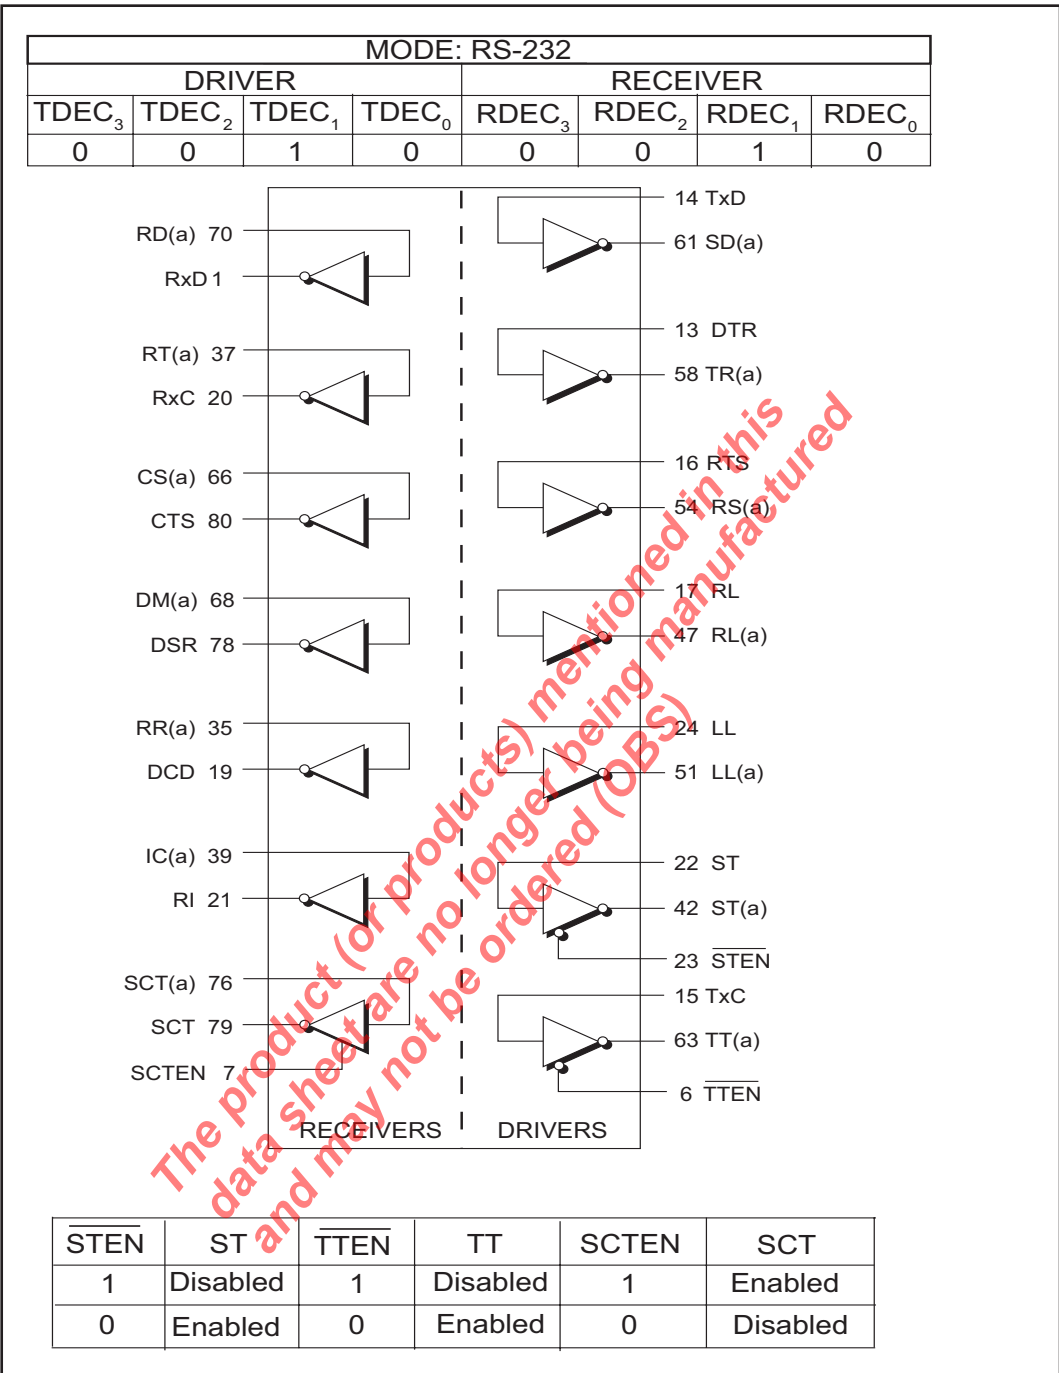 MODE: RS-232
DRIVER RECEIVER
TDEC3 TDEC2 TDEC1 TDEC0 RDEC3 RDEC2 RDEC1 RDEC0
0 0 1 0 0 0 1 0
14 TxD
RD(a) 70
61 SD(a)
RxD 1
13 DTR
RT(a) 37
58 TR(a)
RxC 20
16 RTS
CS(a) 66
54 RS(a)
CTS 80
17 RL
DM(a) 68
47 RL(a)
DSR 78
RR(a) 35
24 LL
DCD 19
51 LL(a)
IC(a) 39
22 ST
RI 21
42 ST(a)
23 STEN
SCT(a) 76
15 TxC
SCT 79
63 TT(a)
SCTEN 7
6 TTEN
RECEIVERS DRIVERS
The product (or products) mentioned in this
data sheet are no longer being manufactured
and may not be ordered (OBS)
STEN ST TTEN TT SCTEN SCT
1 Disabled 1 Disabled 1 Enabled
0 Enabled 0 Enabled 0 Disabled